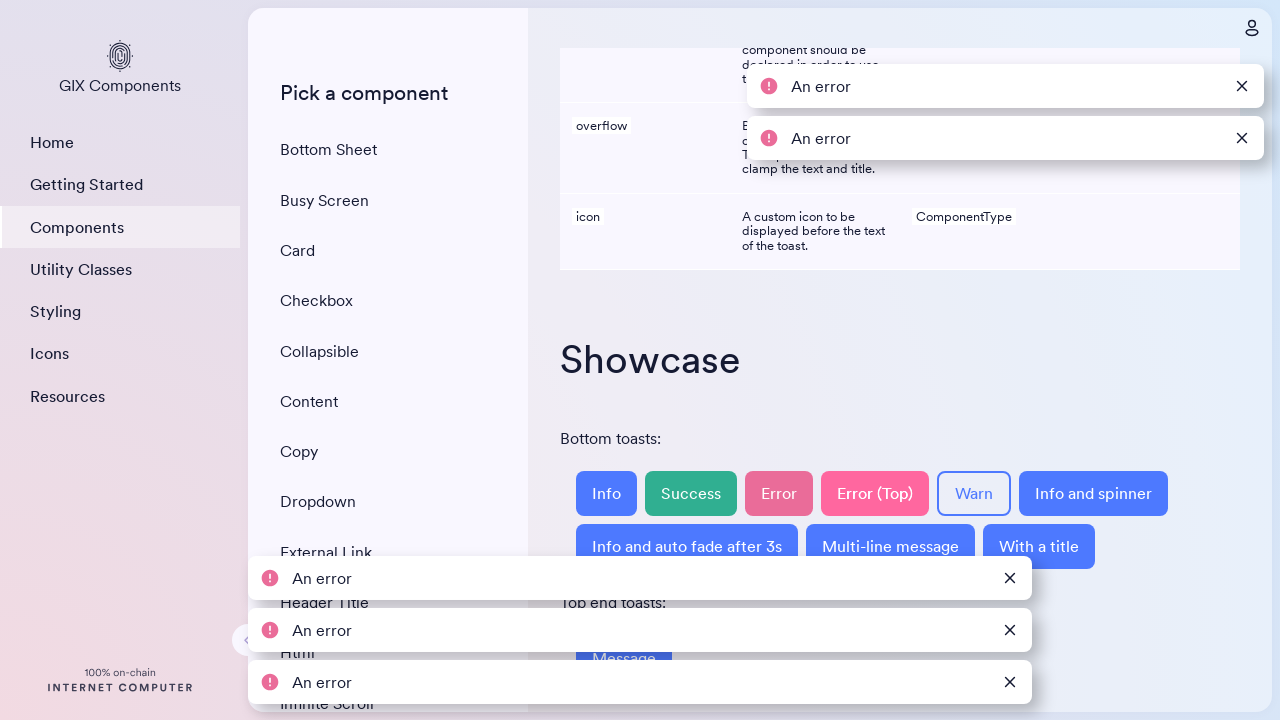 GIX Components
Home
Getting Started
Components
Utility Classes
Styling
Icons
Resources
100% on-chain
INTERNET COMPUTER
Pick a component
Bottom Sheet
Busy Screen
Card
Checkbox
Collapsible
Content
Copy
Dropdown
External Link
Header Title
Html
Infinite Scroll
component should be
declared in order to use
overflow
clamp the text and title.
icon
A custom icon to be
displayed before the text
of the toast.
ComponentType
An error
An error
Showcase
Bottom toasts:
Info
Success
Error
Error (Top)
Warn
Info and spinner
Info and auto fade after 3s
Multi-line message
With a title
Top end toasts:
Message
An error
An error
An error